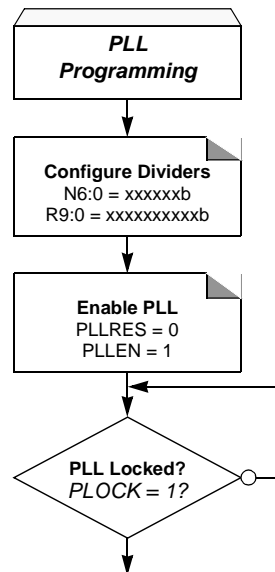 PLL
Programming
Configure Dividers
N6:0 = xxxxxxb
R9:0 = xxxxxxxxxxb
Enable PLL
PLLRES = 0
PLLEN = 1
PLL Locked?
PLOCK = 1?